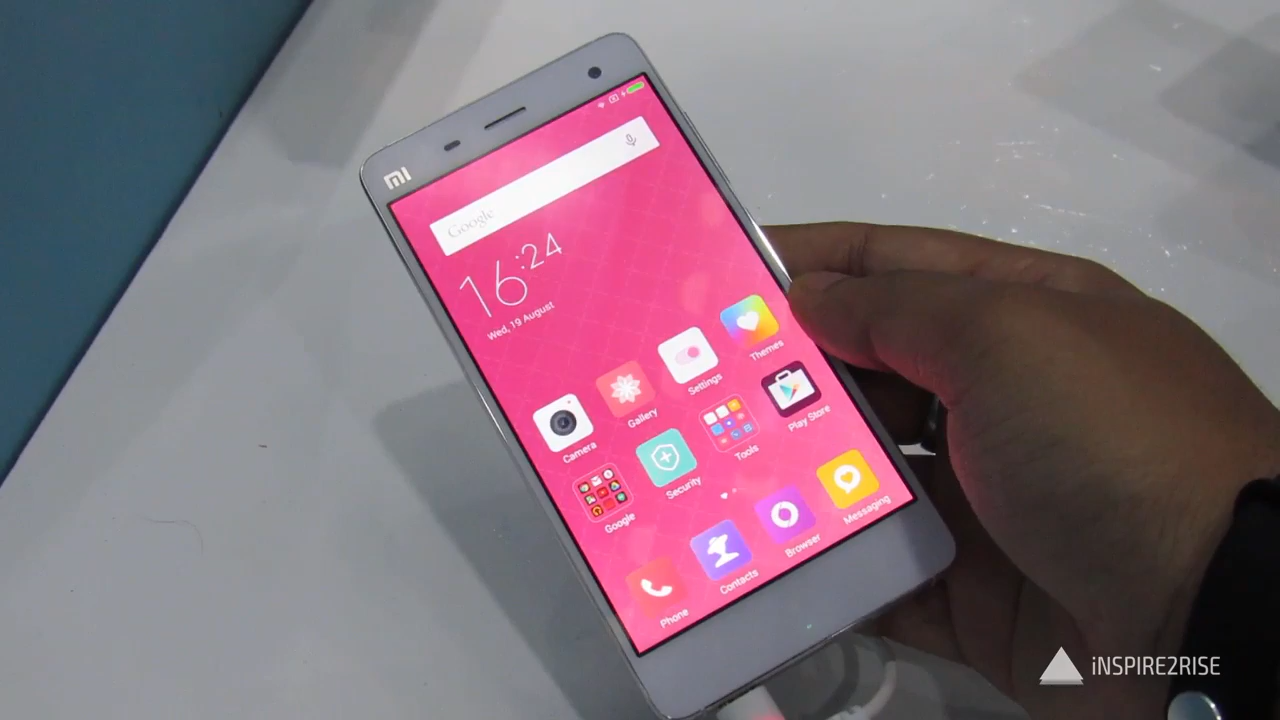 mi
Google
16:24
Wed, 19 August
Camera
Gallery
Settings
Themes
Google
Security
Tools
Play Store
Phone
Contacts
Browser
Messaging
iNSPIRE2RISE